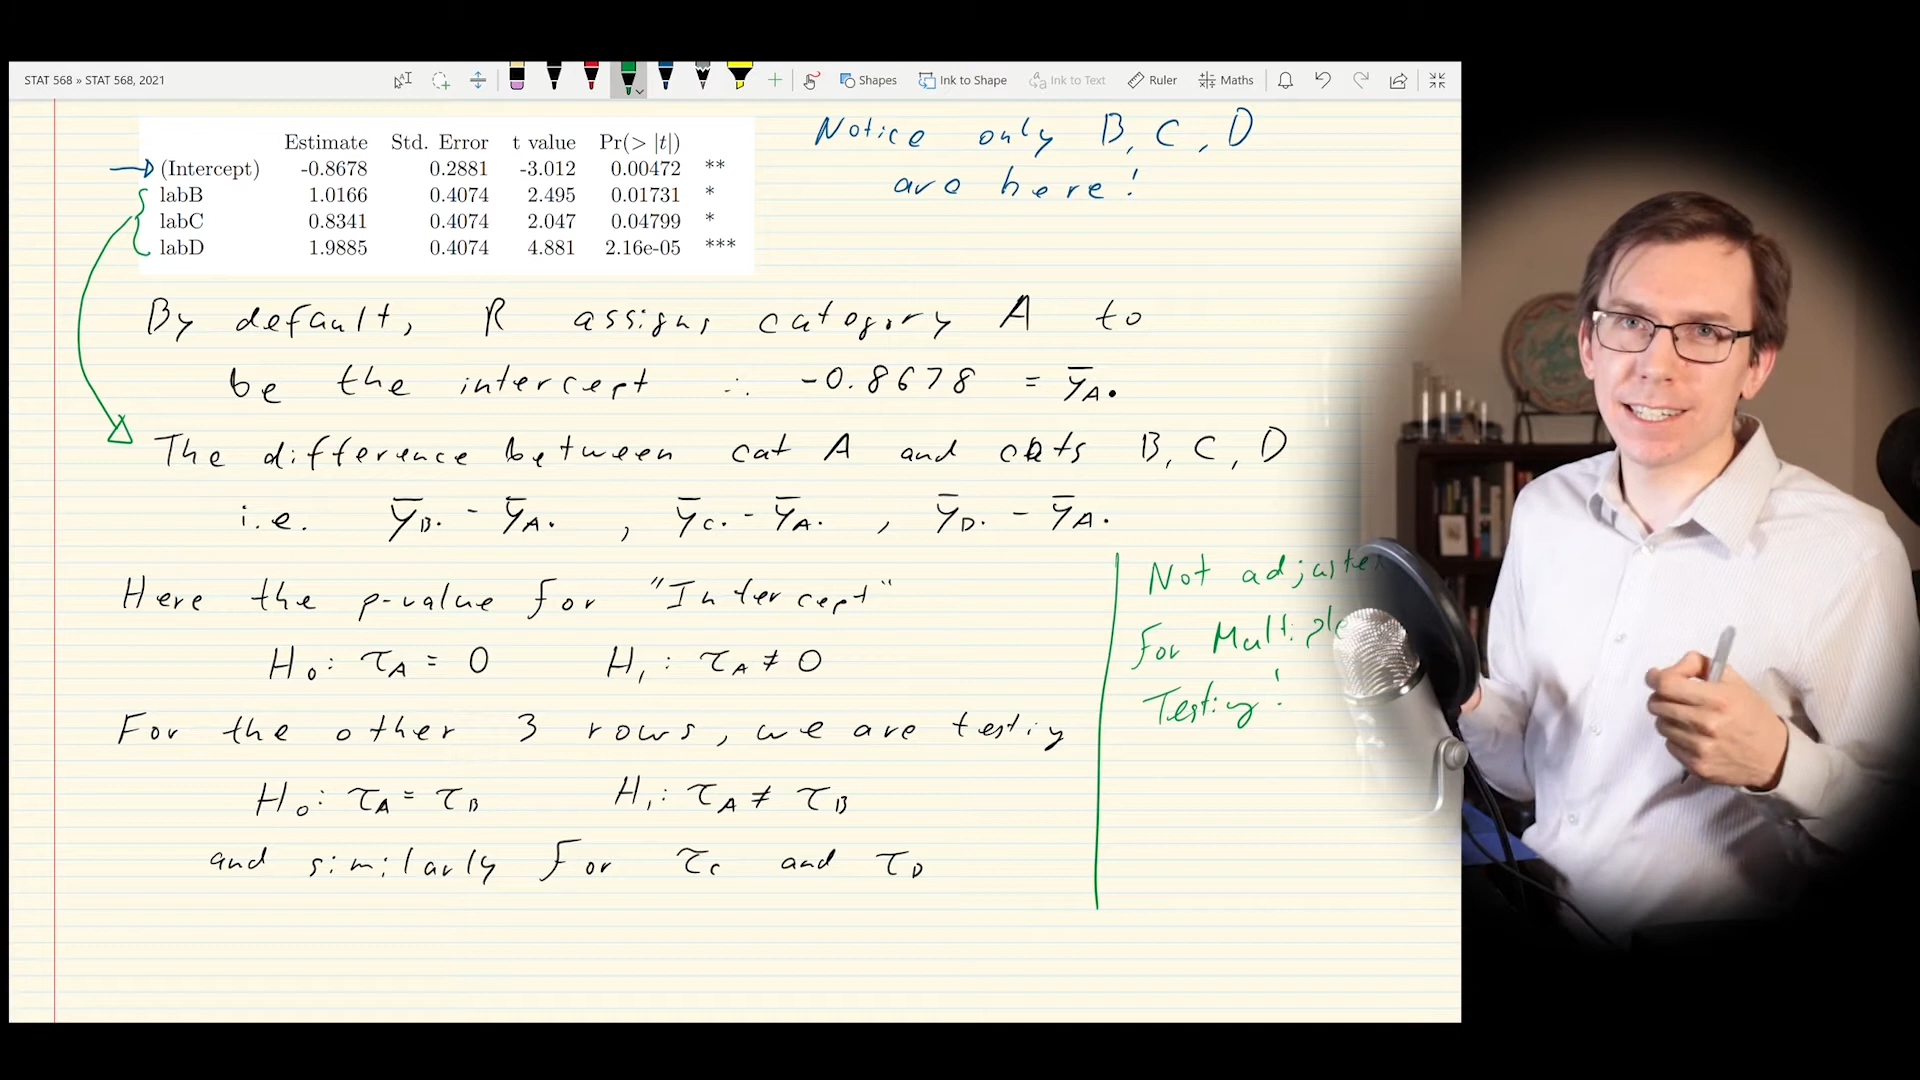 STAT 568 » STAT 568, 2021
Shapes Ink to Shape Ink to Text Ruler Maths
Estimate Std. Error t value Pr(> |t|)
(Intercept) -0.8678 0.2881 -3.012 0.00472 **
labB 1.0166 0.4074 2.495 0.01731 *
labC 0.8341 0.4074 2.047 0.04799 *
labD 1.9885 0.4074 4.881 2.16e-05 ***
Notice only B, C, D
are here!
By default, R assigns category A to
be the intercept ∴ -0.8678 = ȳA·
The difference between cat A and cats B, C, D
i.e. ȳB· - ȳA· , ȳC· - ȳA· , ȳD· - ȳA·
Here the p-value for "Intercept"
H₀: τA = 0 H₁: τA ≠ 0
For the other 3 rows, we are testing
H₀: τA = τB H₁: τA ≠ τB
and similarly for τC and τD
Not adjuste
For Multiple
Testing!